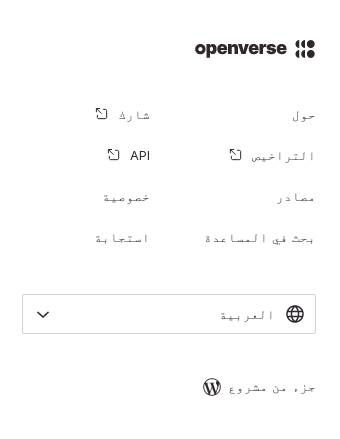 openverse
حول
شارك
التراخيص
API
مصادر
خصوصية
بحث في المساعدة
استجابة
العربية
جزء من مشروع